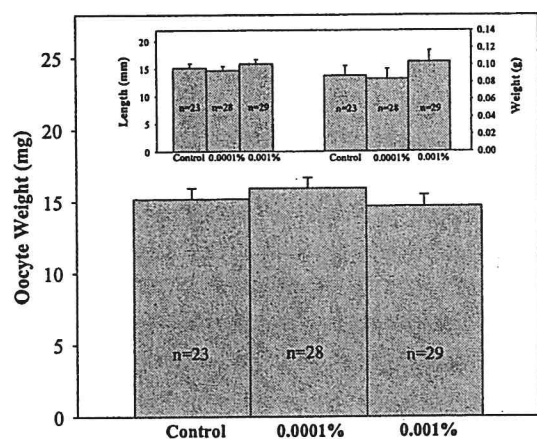 25
20
15
10
5
0
Oocyte Weight (mg)
20
15
10
5
0
Length (mm)
n=23
n=28
n=29
Control 0.0001% 0.001%
n=23
n=28
n=29
Control 0.0001% 0.001%
0.14
0.12
0.10
0.08
0.06
0.04
0.02
0.00
Weight (g)
n=23
n=28
n=29
Control 0.0001% 0.001%